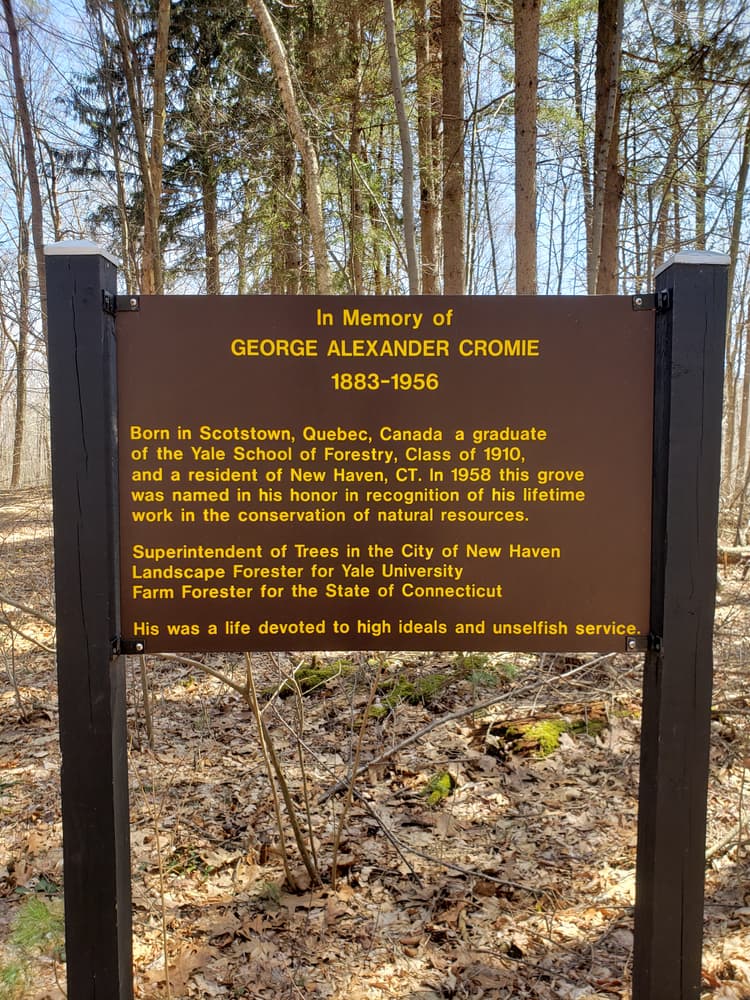 In Memory of
GEORGE ALEXANDER CROMIE
1883-1956
Born in Scotstown, Quebec, Canada a graduate
of the Yale School of Forestry, Class of 1910,
and a resident of New Haven, CT. In 1958 this grove
was named in his honor in recognition of his lifetime
work in the conservation of natural resources.
Superintendent of Trees in the City of New Haven
Landscape Forester for Yale University
Farm Forester for the State of Connecticut
His was a life devoted to high ideals and unselfish service.